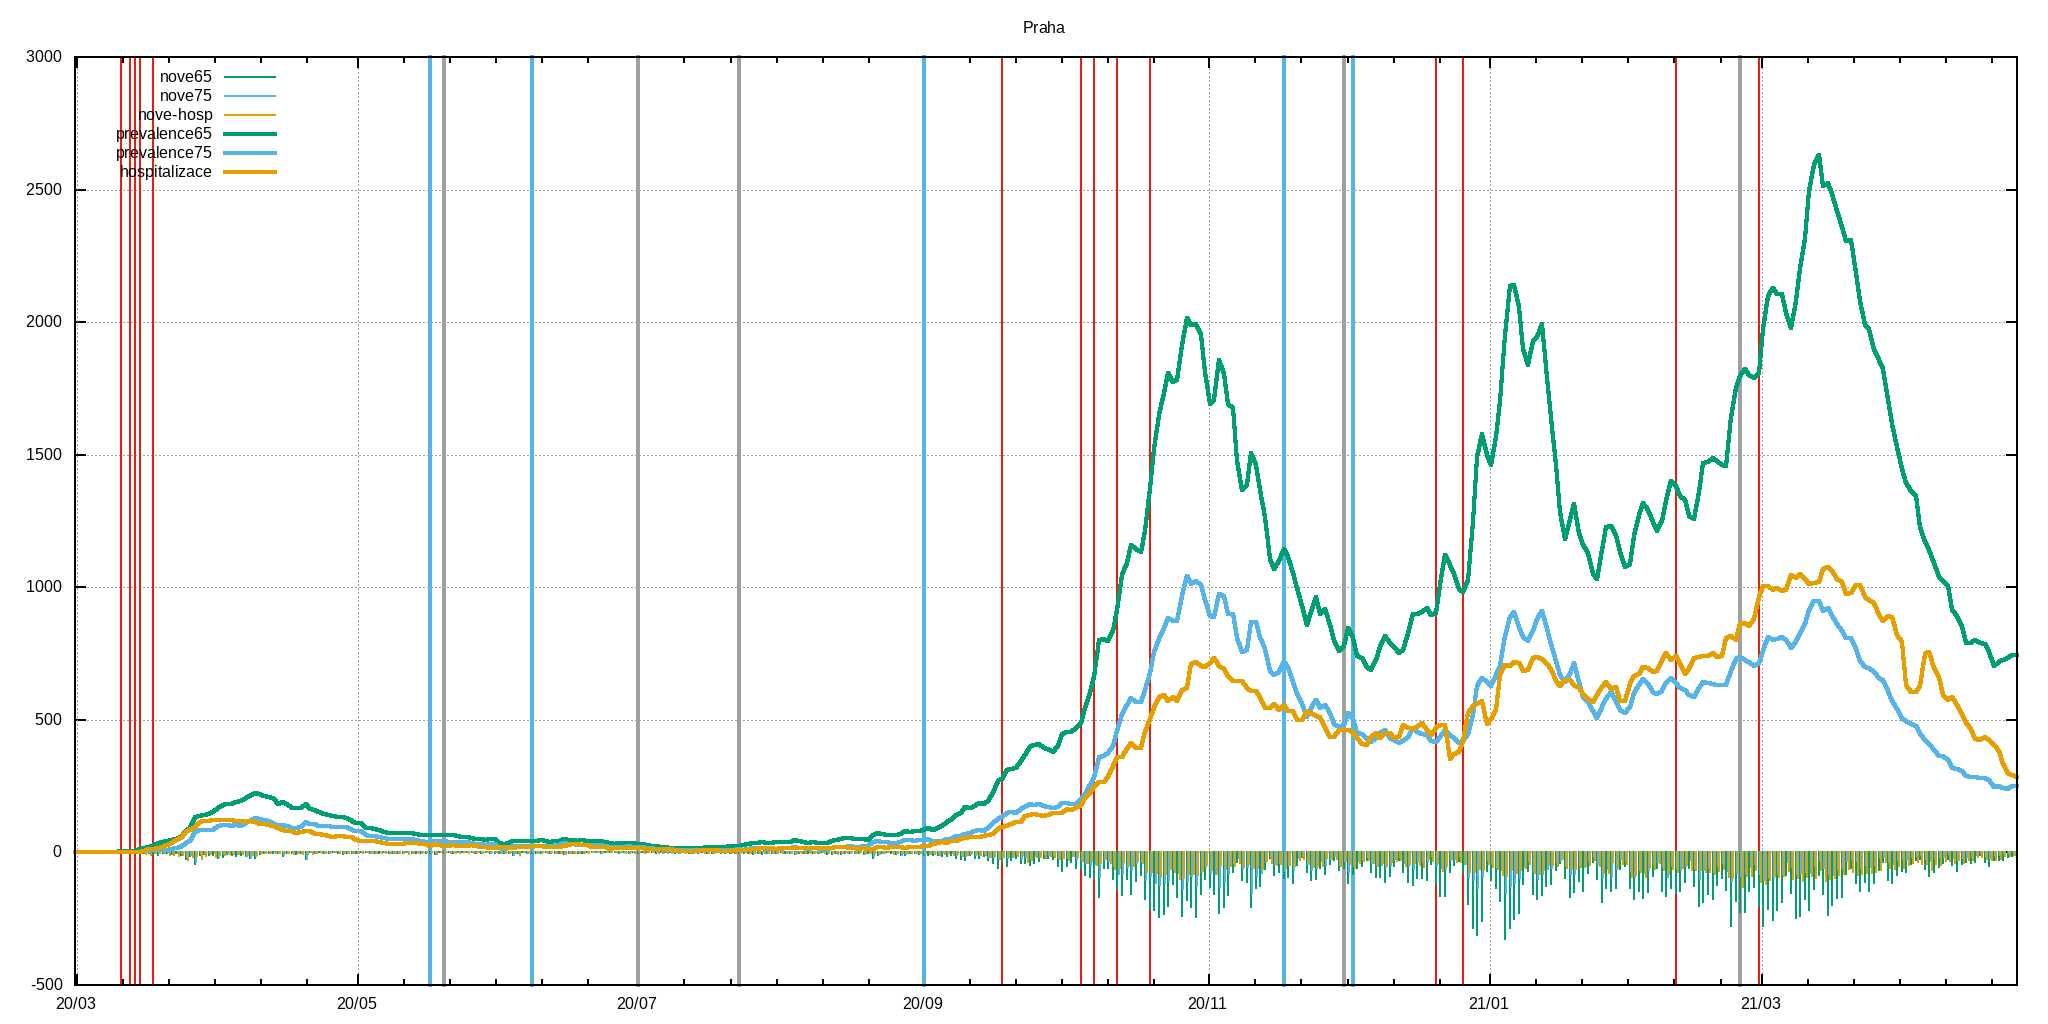 Praha
3000
nove65
nove75
nove-hosp
prevalence65
prevalence75
hospitalizace
2500
2000
1500
1000
500
0
-500
20/03 20/05 20/07 20/09 20/11 21/01 21/03